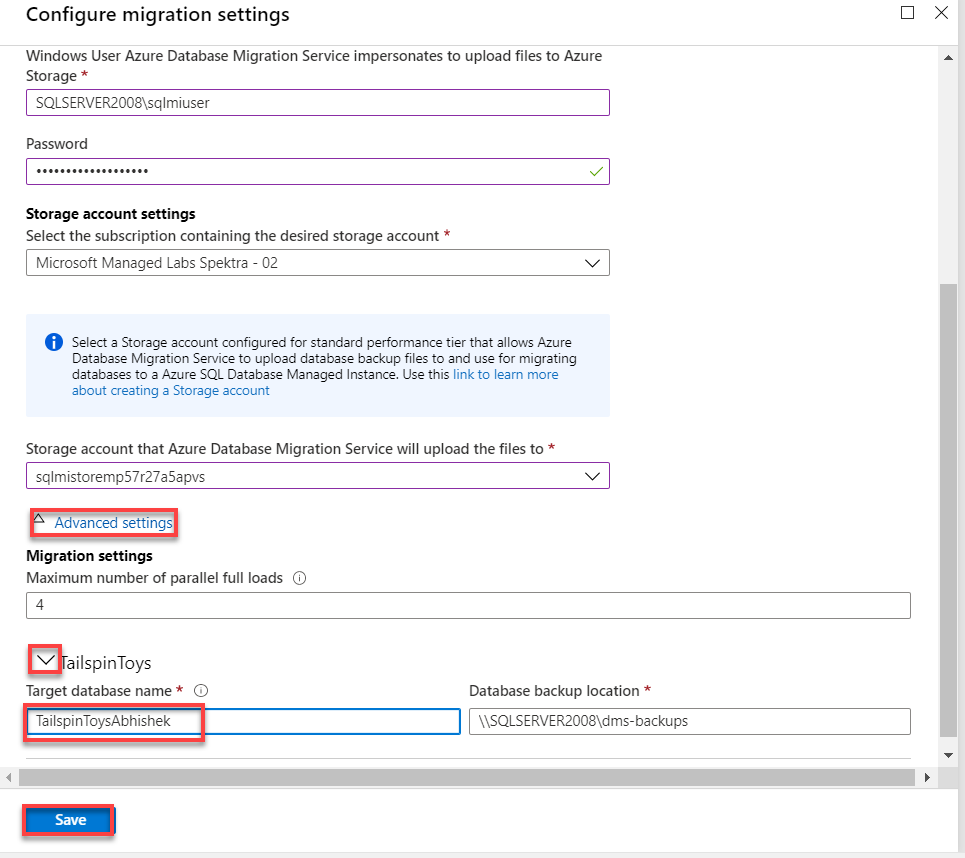 Configure migration settings
Windows User Azure Database Migration Service impersonates to upload files to Azure
Storage *
SQLSERVER2008\sqlmiuser
Password
•••••••••••••••••••
Storage account settings
Select the subscription containing the desired storage account *
Microsoft Managed Labs Spektra - 02
Select a Storage account configured for standard performance tier that allows Azure
Database Migration Service to upload database backup files to and use for migrating
databases to a Azure SQL Database Managed Instance. Use this link to learn more
about creating a Storage account
Storage account that Azure Database Migration Service will upload the files to *
sqlmistoremp57r27a5apvs
Advanced settings
Migration settings
Maximum number of parallel full loads
4
TailspinToys
Target database name *
Database backup location *
TailspinToysAbhishek
\\SQLSERVER2008\dms-backups
Save